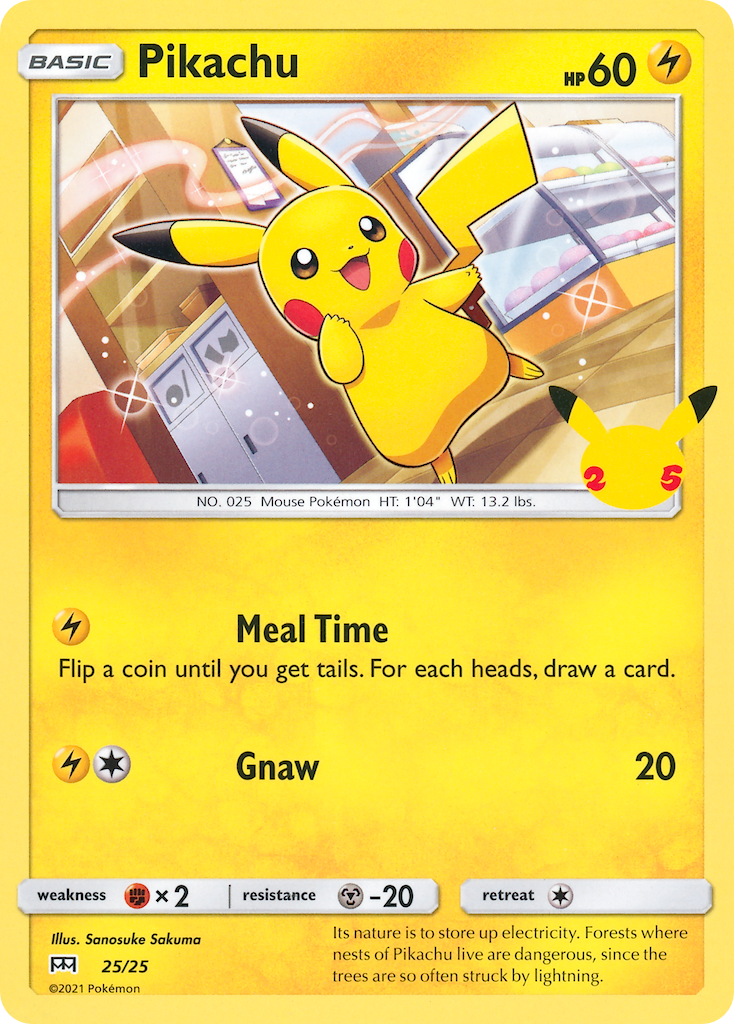 BASIC Pikachu HP60
NO. 025 Mouse Pokémon HT: 1'04" WT: 13.2 lbs.
25
Meal Time
Flip a coin until you get tails. For each heads, draw a card.
Gnaw 20
weakness ×2 resistance -20 retreat
Illus. Sanosuke Sakuma
25/25
©2021 Pokémon
Its nature is to store up electricity. Forests where
nests of Pikachu live are dangerous, since the
trees are so often struck by lightning.